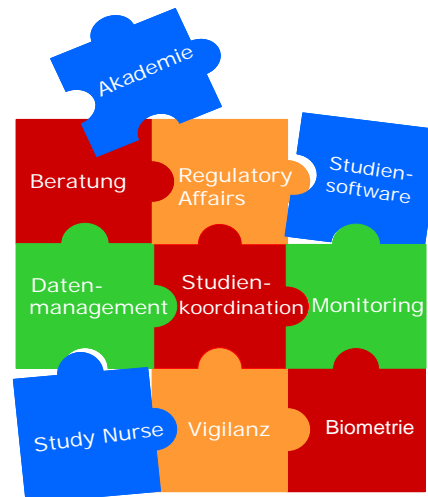 Akademie
Beratung
Regulatory
Affairs
Studien-
software
Daten-
management
Studien-
koordination
Monitoring
Study Nurse
Vigilanz
Biometrie